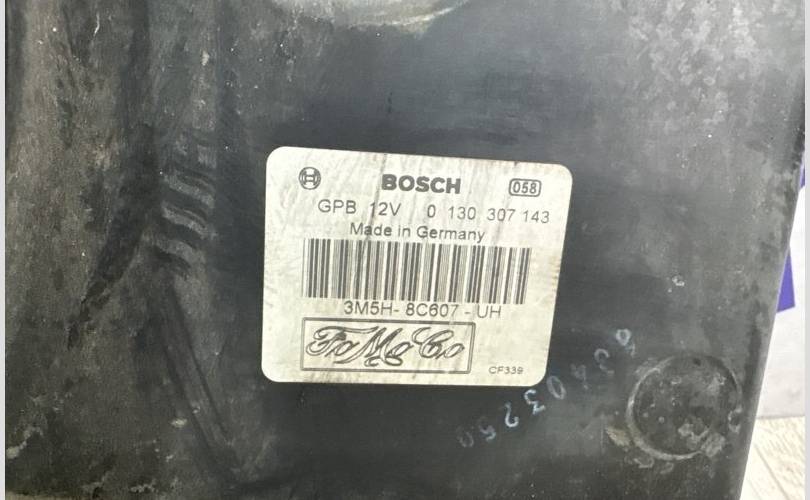 BOSCH 058
GPB 12V 0 130 307 143
Made in Germany
3M5H- 8C607 - UH
FoMoCo
CF339